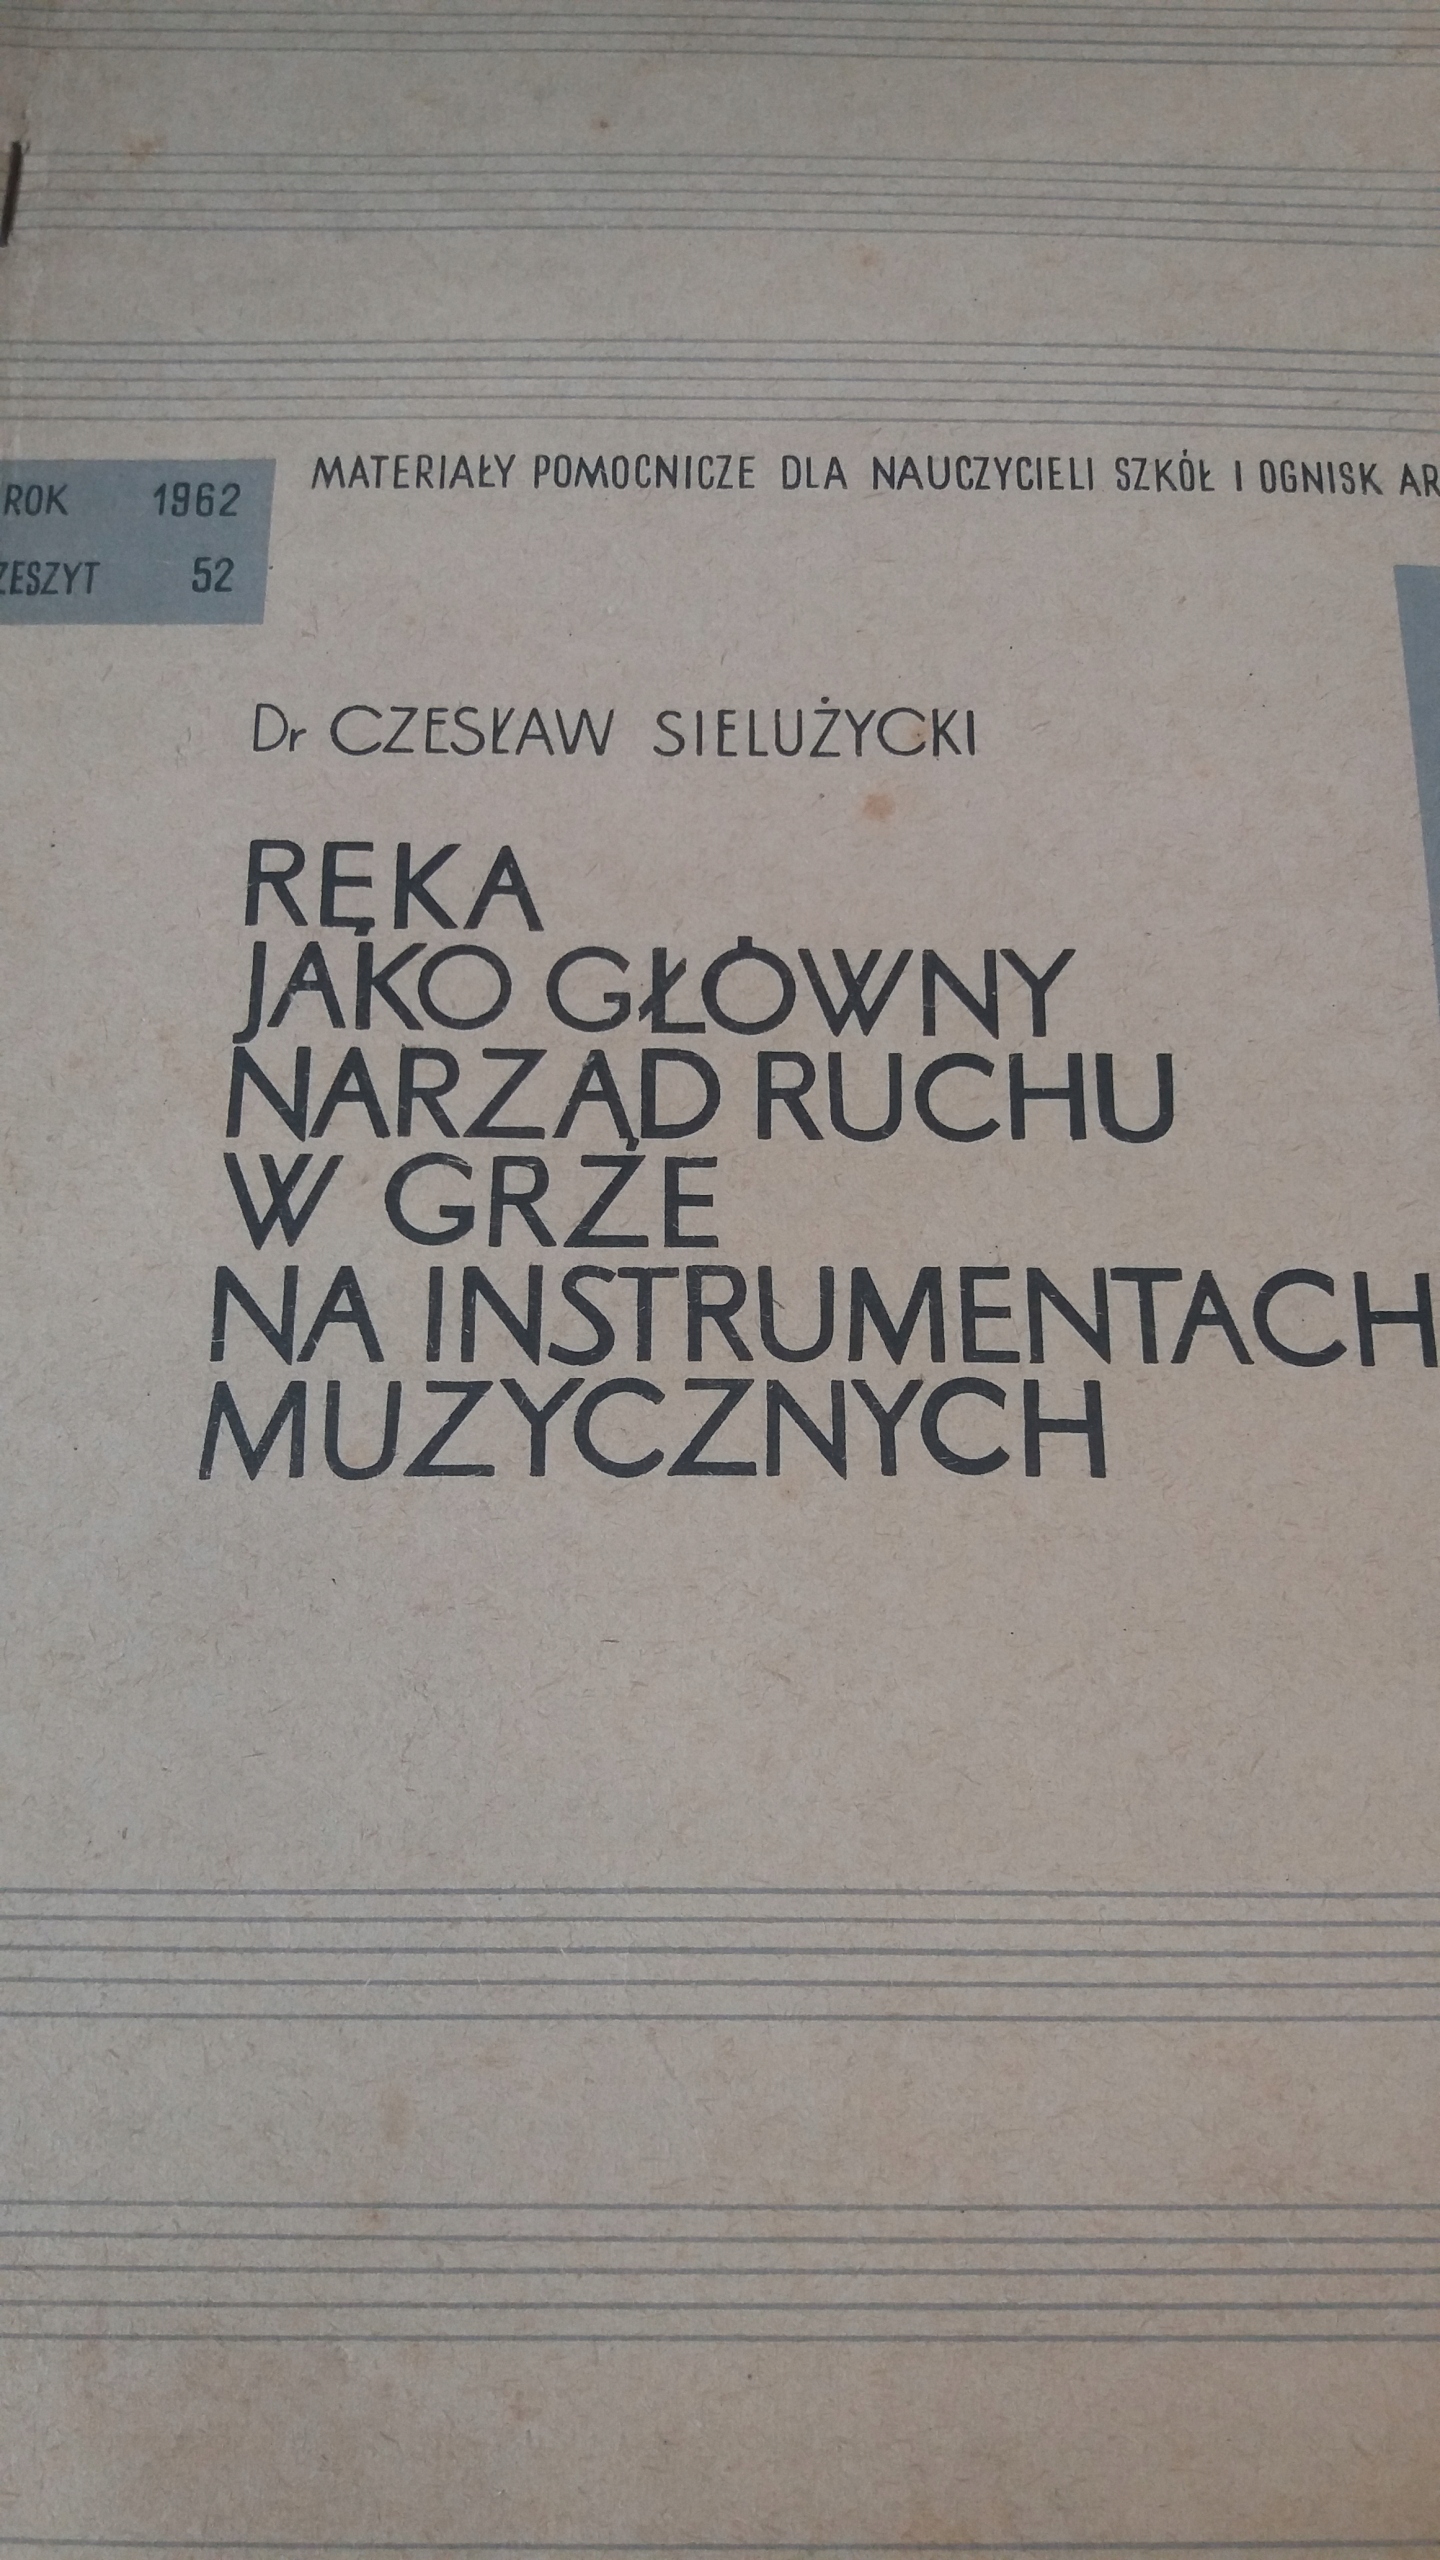 MATERIAŁY POMOCNICZE DLA NAUCZYCIELI SZKÓŁ I OGNISK AR
ROK 1962
ZESZYT 52
Dr CZESŁAW SIELUŻYCKI
RĘKA
JAKO GŁÓWNY
NARZĄD RUCHU
W GRZE
NA INSTRUMENTACH
MUZYCZNYCH